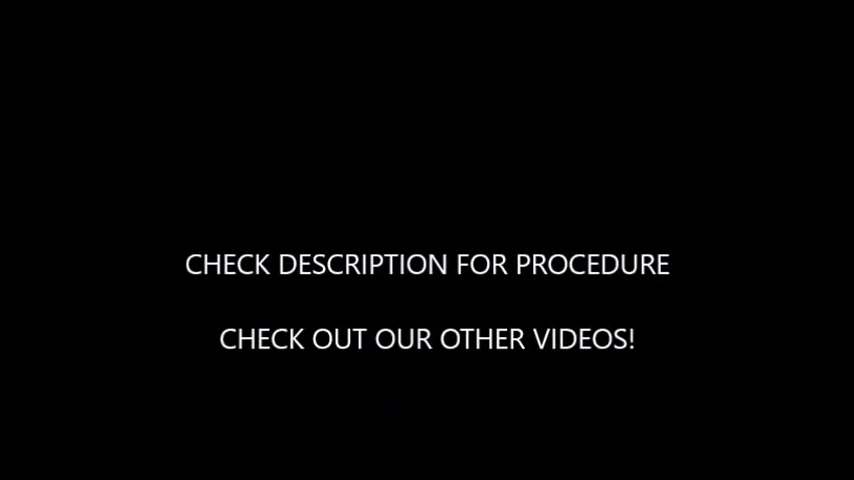 CHECK DESCRIPTION FOR PROCEDURE
CHECK OUT OUR OTHER VIDEOS!